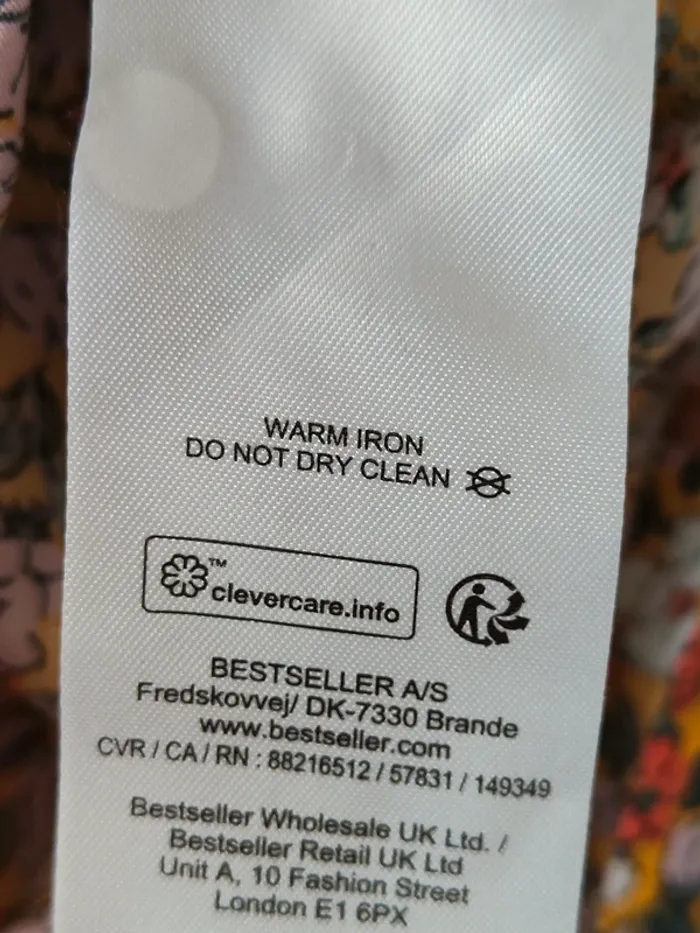 WARM IRON
DO NOT DRY CLEAN
™
clevercare.info
BESTSELLER A/S
Fredskovvej/ DK-7330 Brande
www.bestseller.com
CVR / CA / RN : 88216512 / 57831 / 149349
Bestseller Wholesale UK Ltd. /
Bestseller Retail UK Ltd
Unit A, 10 Fashion Street
London E1 6PX